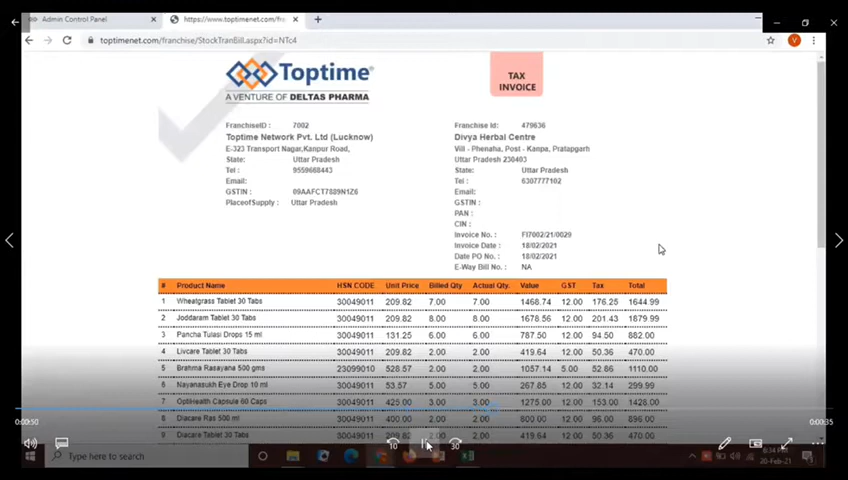 Admin Control Panel
https://www.toptimenet.com/fra
toptimenet.com/franchise/StockTranBill.aspx?id=NTc4
V
Toptime
A VENTURE OF DELTAS PHARMA
TAX
INVOICE
FranchiseID : 7002
Toptime Network Pvt. Ltd (Lucknow)
E-323 Transport Nagar,Kanpur Road,
State: Uttar Pradesh
Tel : 9559668443
Email:
GSTIN : 09AAFCT7889N1Z6
PlaceofSupply : Uttar Pradesh
Franchise Id: 479636
Divya Herbal Centre
Vill - Phenaha, Post - Kanpa, Pratapgarh
Uttar Pradesh 230403
State: Uttar Pradesh
Tel : 6307777102
Email:
GSTIN :
PAN :
CIN :
Invoice No. : FI7002/21/0029
Invoice Date : 18/02/2021
Date PO No. : 18/02/2021
E-Way Bill No. : NA
# Product Name HSN CODE Unit Price Billed Qty Actual Qty. Value GST Tax Total
1 Wheatgrass Tablet 30 Tabs 30049011 209.82 7.00 7.00 1468.74 12.00 176.25 1644.99
2 Joddaram Tablet 30 Tabs 30049011 209.82 8.00 8.00 1678.56 12.00 201.43 1879.99
3 Pancha Tulasi Drops 15 ml 30049011 131.25 6.00 6.00 787.50 12.00 94.50 882.00
4 Livcare Tablet 30 Tabs 30049011 209.82 2.00 2.00 419.64 12.00 50.36 470.00
5 Brahma Rasayana 500 gms 23099010 528.57 2.00 2.00 1057.14 5.00 52.86 1110.00
6 Nayanasukh Eye Drop 10 ml 30049011 53.57 5.00 5.00 267.85 12.00 32.14 299.99
7 OptiHealth Capsule 60 Caps 30049011 425.00 3.00 3.00 1275.00 12.00 153.00 1428.00
8 Diacare Ras 500 ml 30049011 400.00 2.00 2.00 800.00 12.00 96.00 896.00
9 Diacare Tablet 30 Tabs 30049011 209.82 2.00 2.00 419.64 12.00 50.36 470.00
0:00:50
0:00:35
10
30
Type here to search
20-Feb-21